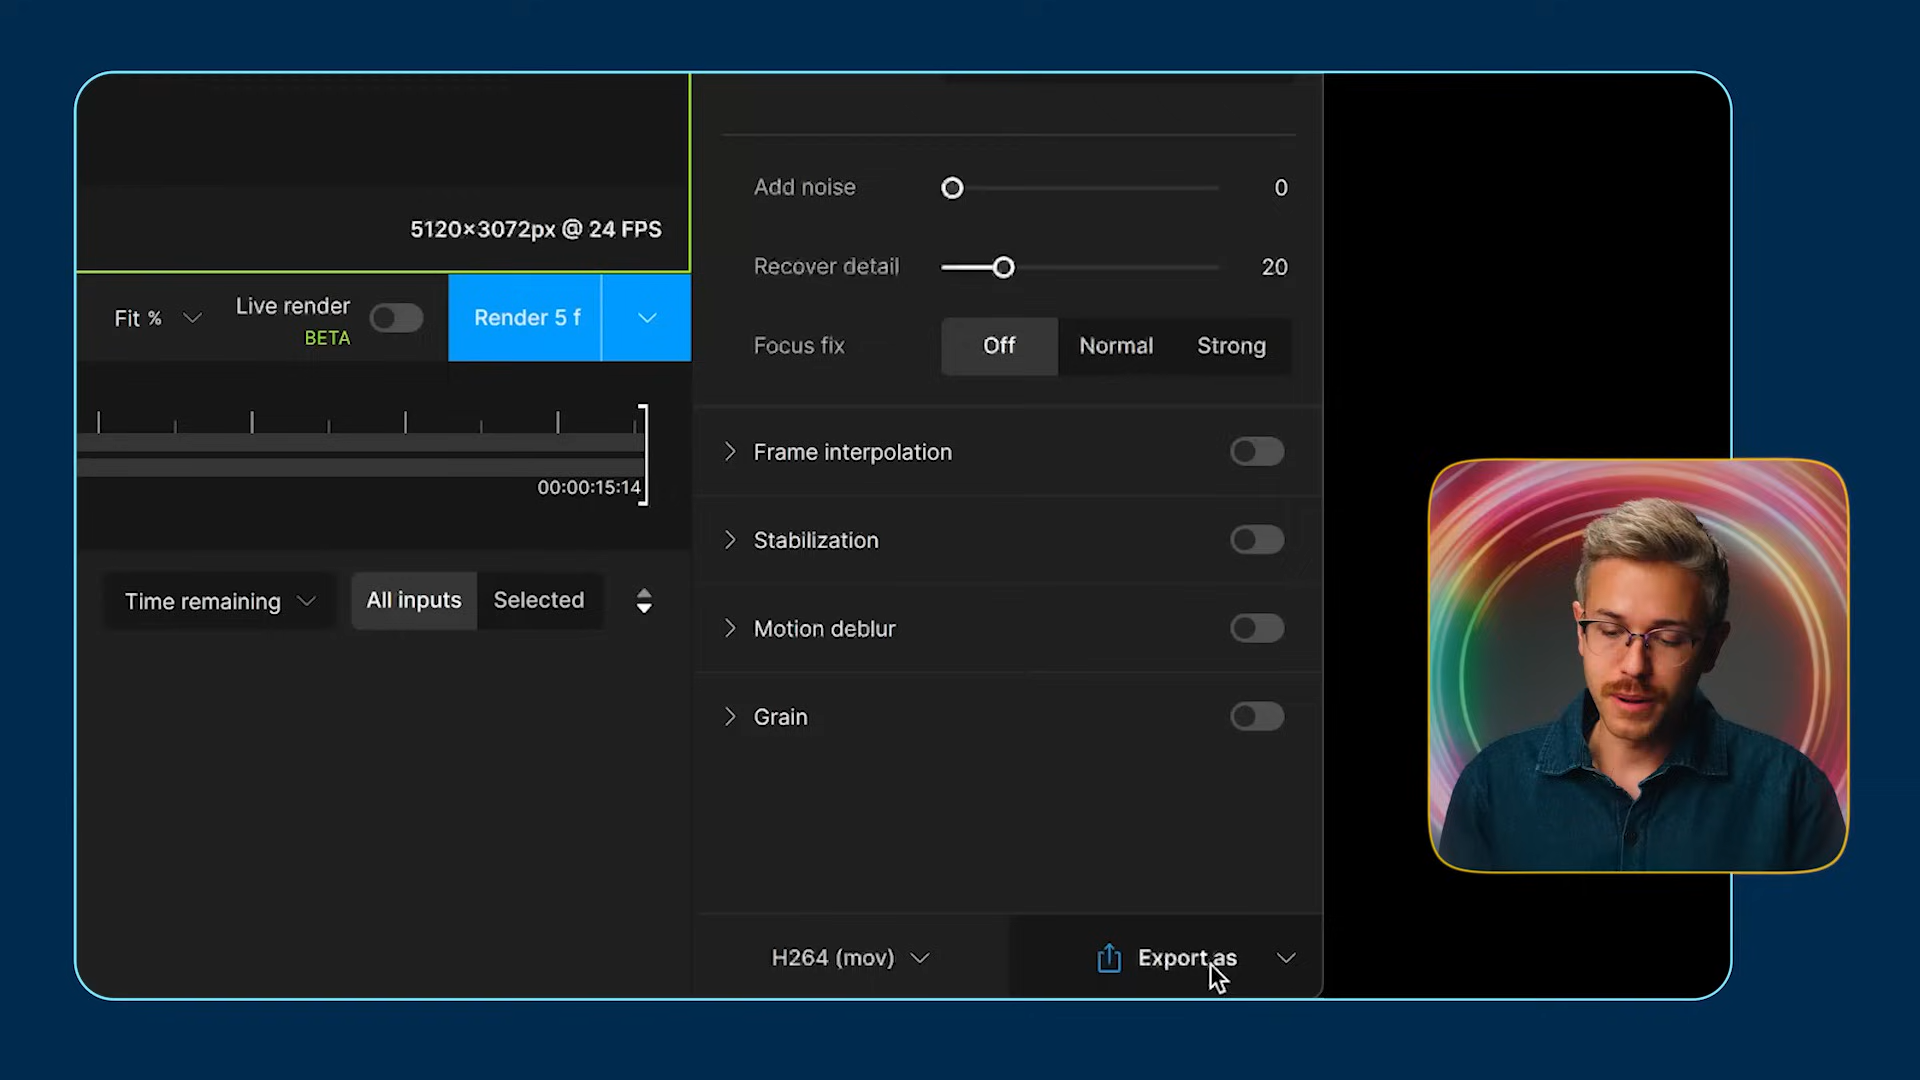 5120×3072px @ 24 FPS
Fit %
Live render
BETA
Render 5 f
00:00:15:14
Time remaining
All inputs
Selected
Add noise
0
Recover detail
20
Focus fix
Off
Normal
Strong
Frame interpolation
Stabilization
Motion deblur
Grain
H264 (mov)
Export as